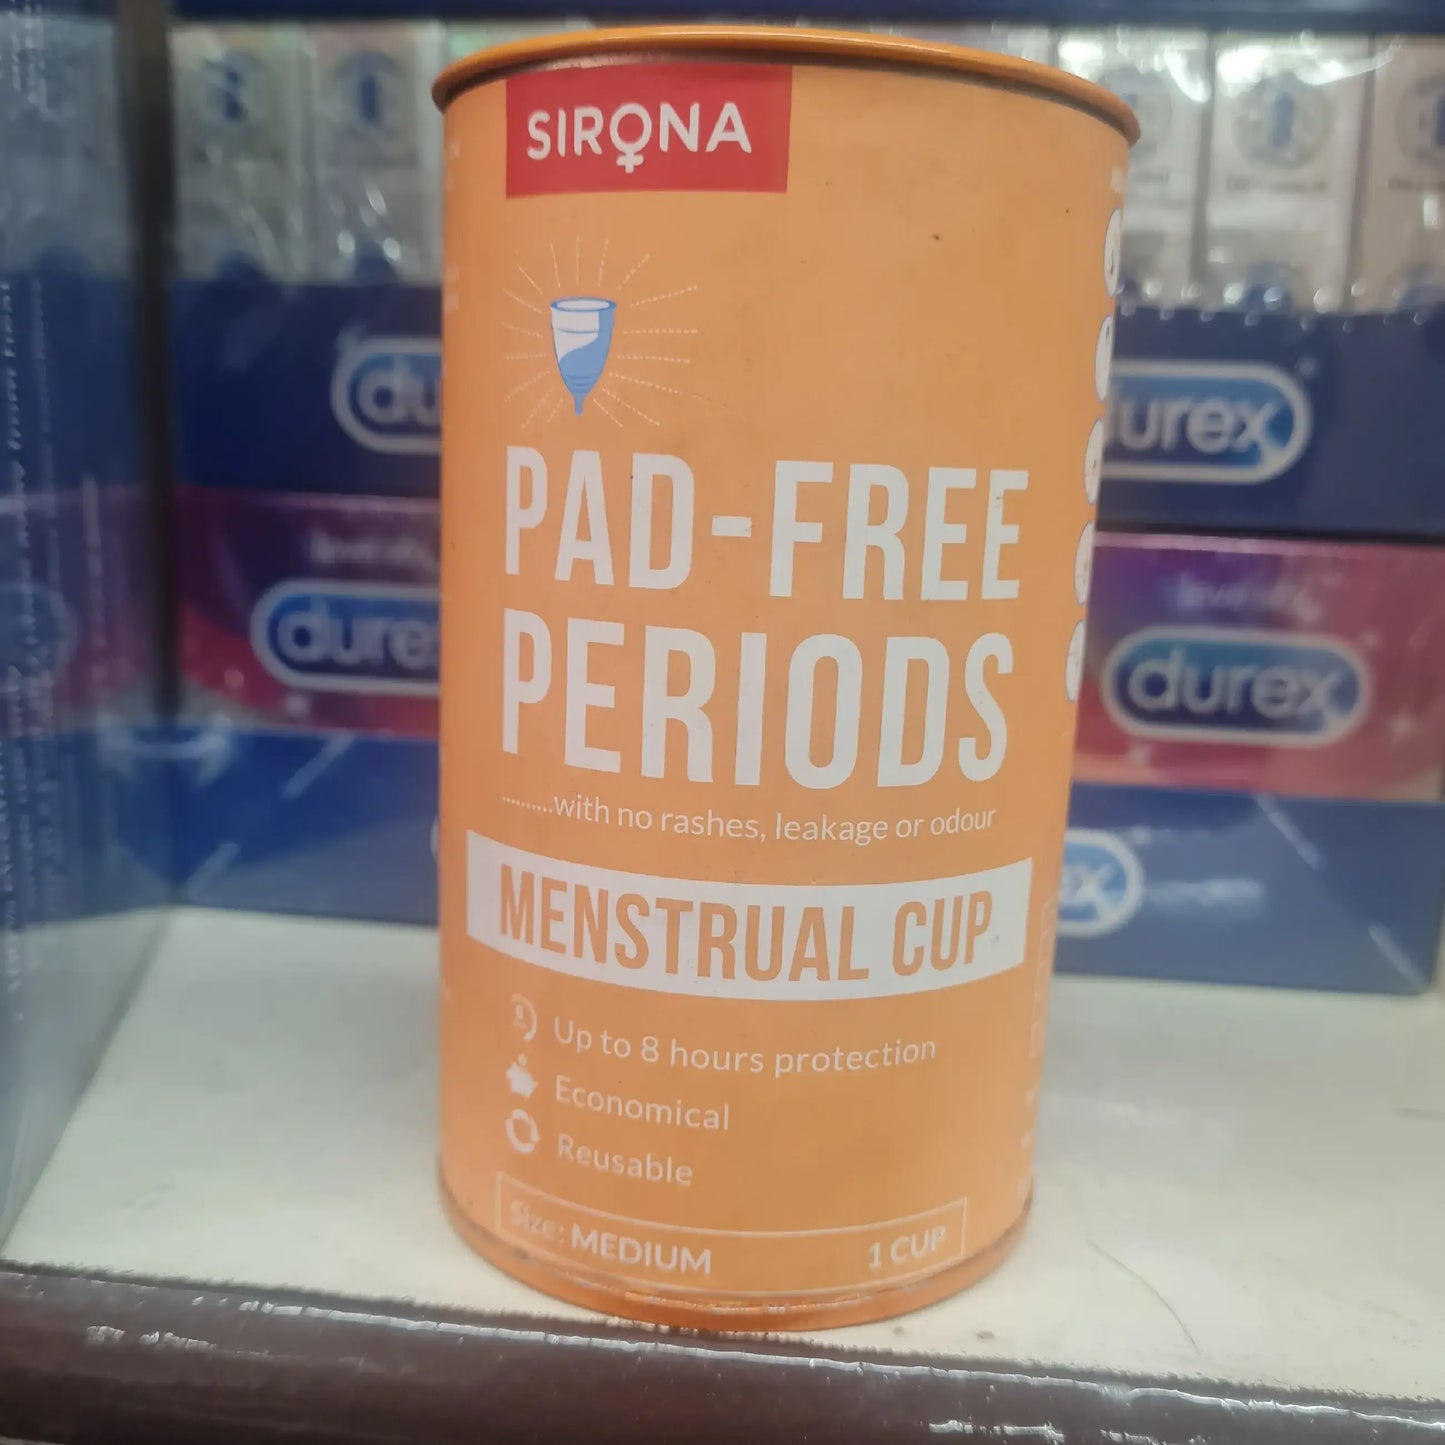 SIRONA
PAD-FREE
PERIODS
..........with no rashes, leakage or odour
MENSTRUAL CUP
8
Up to 8 hours protection
Economical
Reusable
Size: MEDIUM
1 CUP
durex
durex